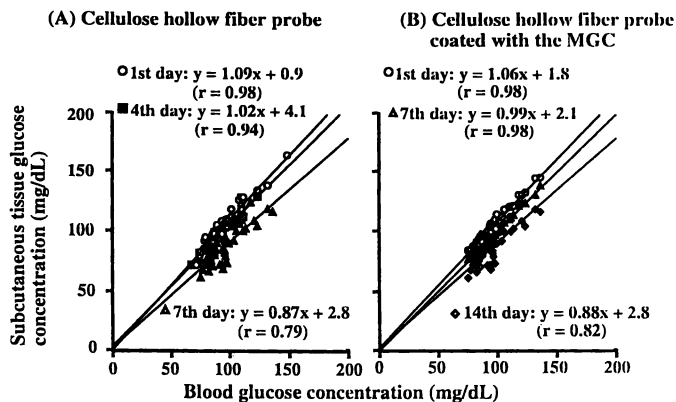 (A) Cellulose hollow fiber probe
(B) Cellulose hollow fiber probe
coated with the MGC
1st day: y = 1.09x + 0.9
(r = 0.98)
4th day: y = 1.02x + 4.1
(r = 0.94)
7th day: y = 0.87x + 2.8
(r = 0.79)
1st day: y = 1.06x + 1.8
(r = 0.98)
7th day: y = 0.99x + 2.1
(r = 0.98)
14th day: y = 0.88x + 2.8
(r = 0.82)
Subcutaneous tissue glucose
concentration (mg/dL)
200
150
100
50
0
0 50 100 150 200
0 50 100 150 200
Blood glucose concentration (mg/dL)